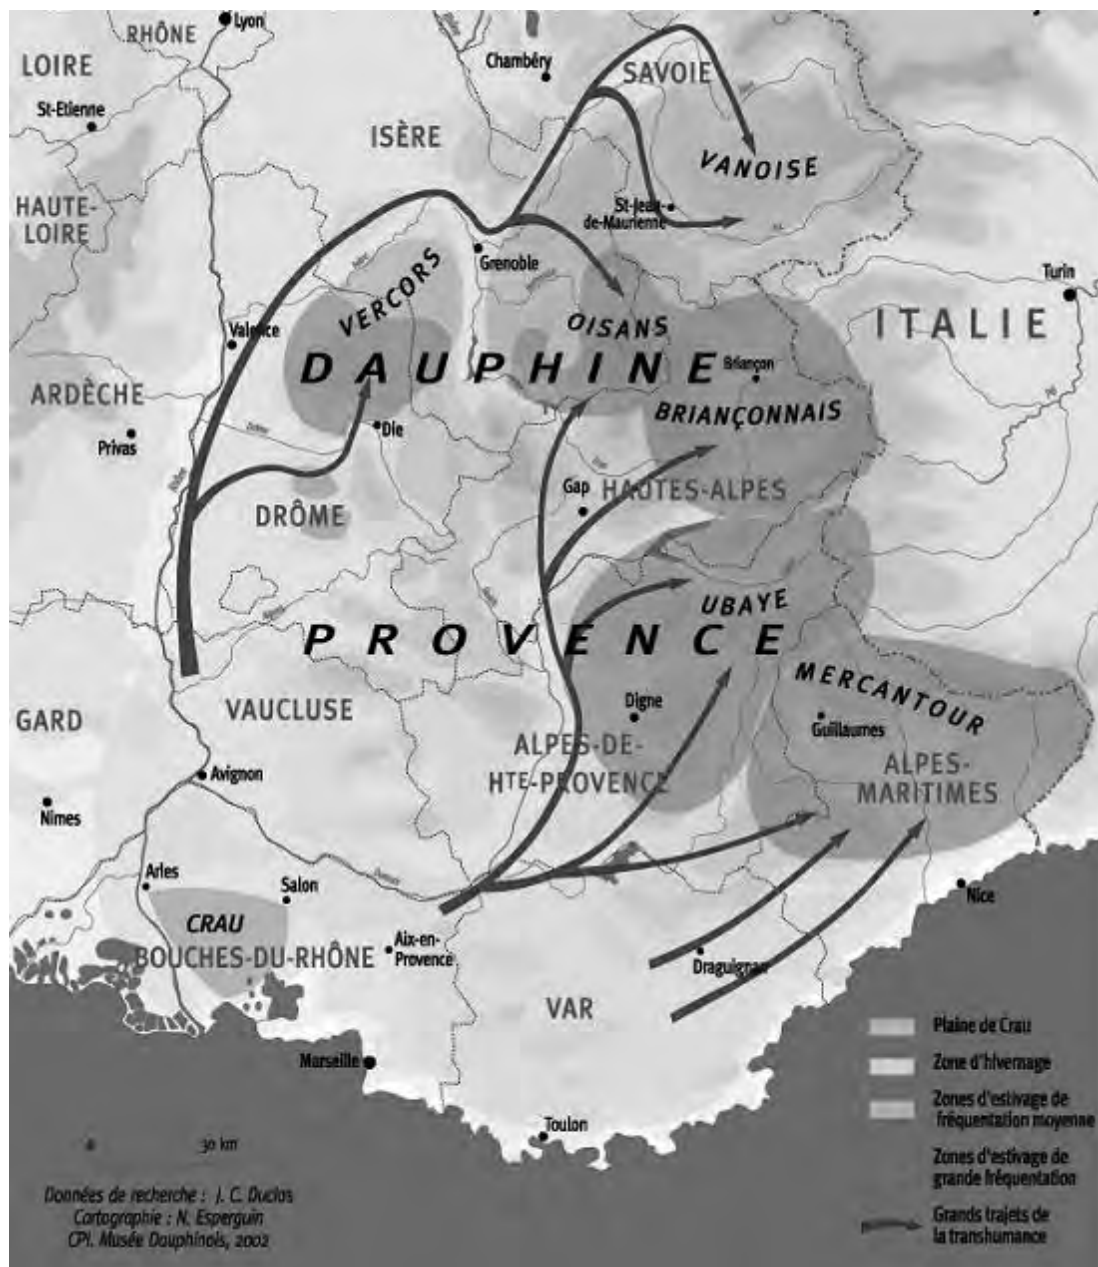 Lyon
RHÔNE
LOIRE
Chambéry
SAVOIE
St-Etienne
ISÈRE
VANOISE
HAUTE-
LOIRE
St-Jean-
de-Maurienne
Grenoble
Turin
VERCORS
OISANS
ITALIE
Valence
DAUPHINE
Briançon
ARDÈCHE
BRIANÇONNAIS
Privas
Die
Drôme
Gap
HAUTES-ALPES
DRÔME
UBAYE
PROVENCE
MERCANTOUR
Digne
GARD
VAUCLUSE
Guillaumes
ALPES-DE-
HTE-PROVENCE
ALPES-
MARITIMES
Avignon
Nîmes
Arles
Salon
Nice
CRAU
BOUCHES-DU-RHÔNE
Aix-en-
Provence
Draguignan
VAR
Marseille
Toulon
Plaine de Crau
Zone d'hivernage
Zones d'estivage de
fréquentation moyenne
Zones d'estivage de
grande fréquentation
Grands trajets de
la transhumance
0 30 km
Données de recherche : J. C. Duclos
Cartographie : N. Esperguin
CPI. Musée Dauphinois, 2002